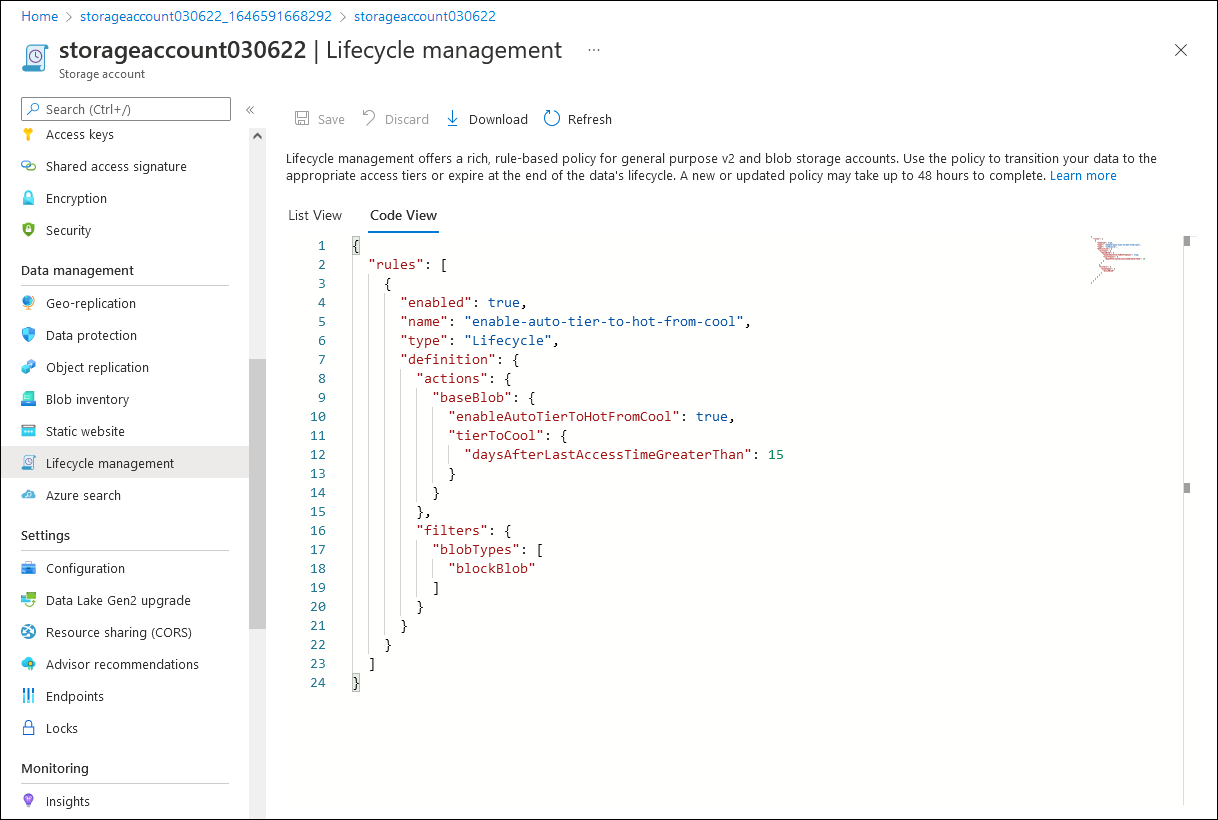 Home > storageaccount030622_1646591668292 > storageaccount030622
storageaccount030622 | Lifecycle management ...
Storage account
Search (Ctrl+/)
«
Access keys
Shared access signature
Encryption
Security
Data management
Geo-replication
Data protection
Object replication
Blob inventory
Static website
Lifecycle management
Azure search
Settings
Configuration
Data Lake Gen2 upgrade
Resource sharing (CORS)
Advisor recommendations
Endpoints
Locks
Monitoring
Insights
Save Discard Download Refresh
Lifecycle management offers a rich, rule-based policy for general purpose v2 and blob storage accounts. Use the policy to transition your data to the
appropriate access tiers or expire at the end of the data's lifecycle. A new or updated policy may take up to 48 hours to complete. Learn more
List View Code View
1 {
2 "rules": [
3 {
4 "enabled": true,
5 "name": "enable-auto-tier-to-hot-from-cool",
6 "type": "Lifecycle",
7 "definition": {
8 "actions": {
9 "baseBlob": {
10 "enableAutoTierToHotFromCool": true,
11 "tierToCool": {
12 "daysAfterLastAccessTimeGreaterThan": 15
13 }
14 }
15 },
16 "filters": {
17 "blobTypes": [
18 "blockBlob"
19 ]
20 }
21 }
22 }
23 ]
24 }